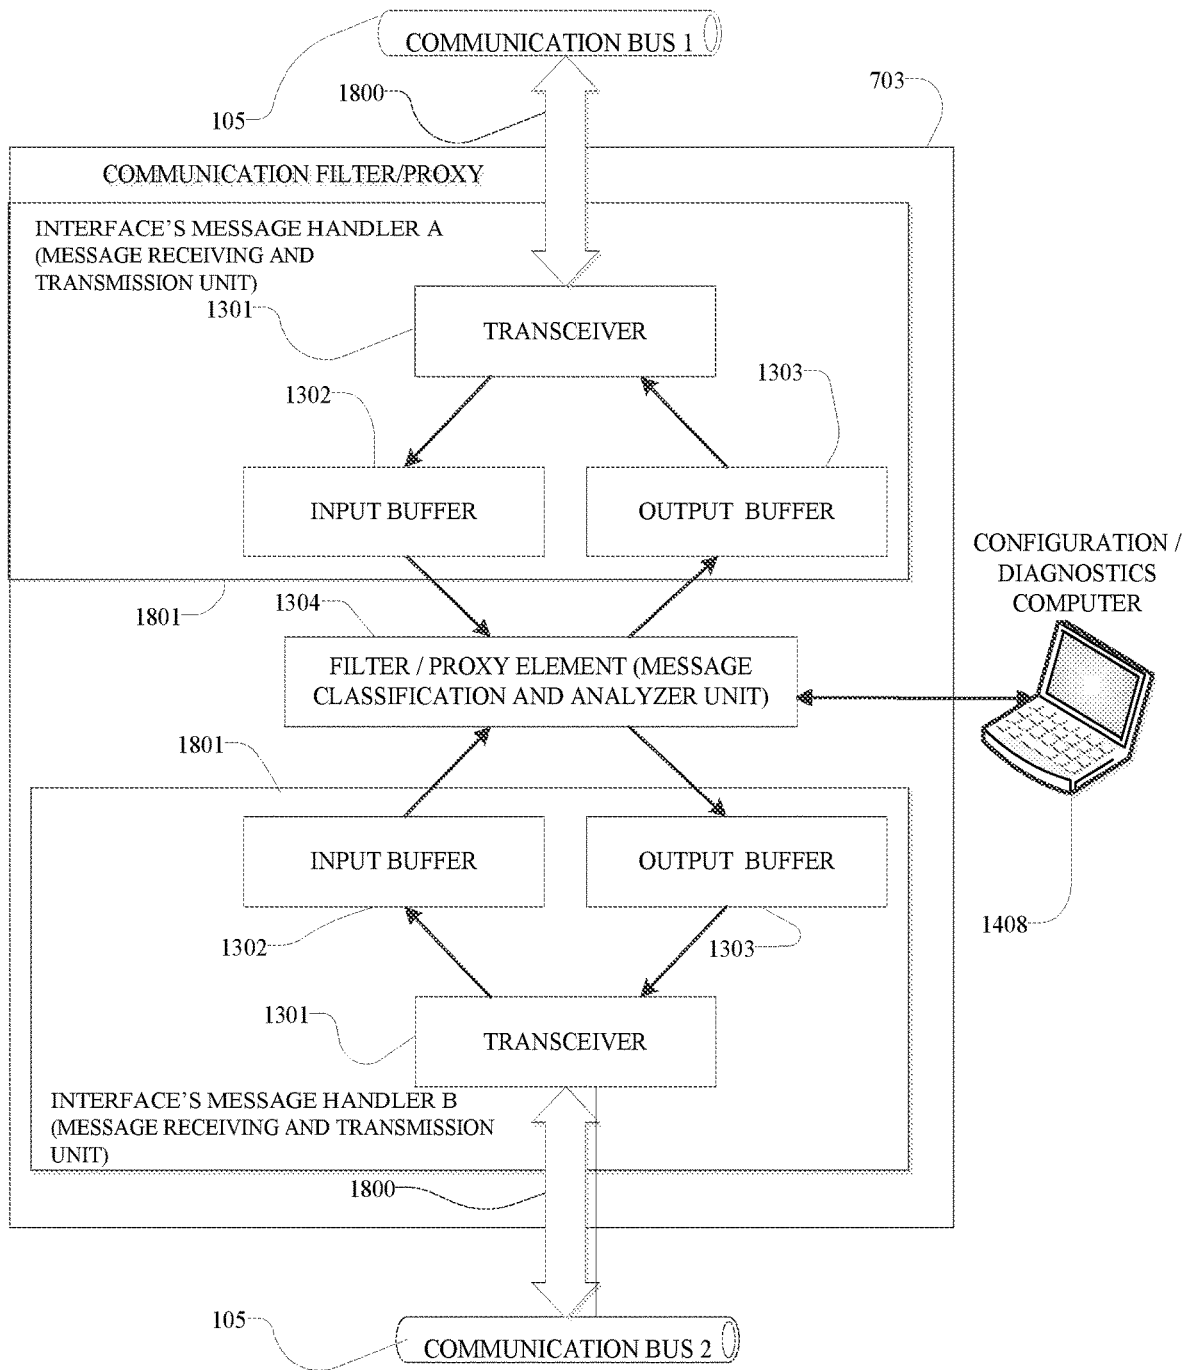 COMMUNICATION BUS 1
105
1800
703
COMMUNICATION FILTER/PROXY
INTERFACE'S MESSAGE HANDLER A
(MESSAGE RECEIVING AND
TRANSMISSION UNIT)
1301
TRANSCEIVER
1302
1303
INPUT BUFFER
OUTPUT BUFFER
CONFIGURATION /
DIAGNOSTICS
COMPUTER
1801
1304
FILTER / PROXY ELEMENT (MESSAGE
CLASSIFICATION AND ANALYZER UNIT)
1801
INPUT BUFFER
OUTPUT BUFFER
1302
1303
1408
1301
TRANSCEIVER
INTERFACE'S MESSAGE HANDLER B
(MESSAGE RECEIVING AND TRANSMISSION
UNIT)
1800
105
COMMUNICATION BUS 2